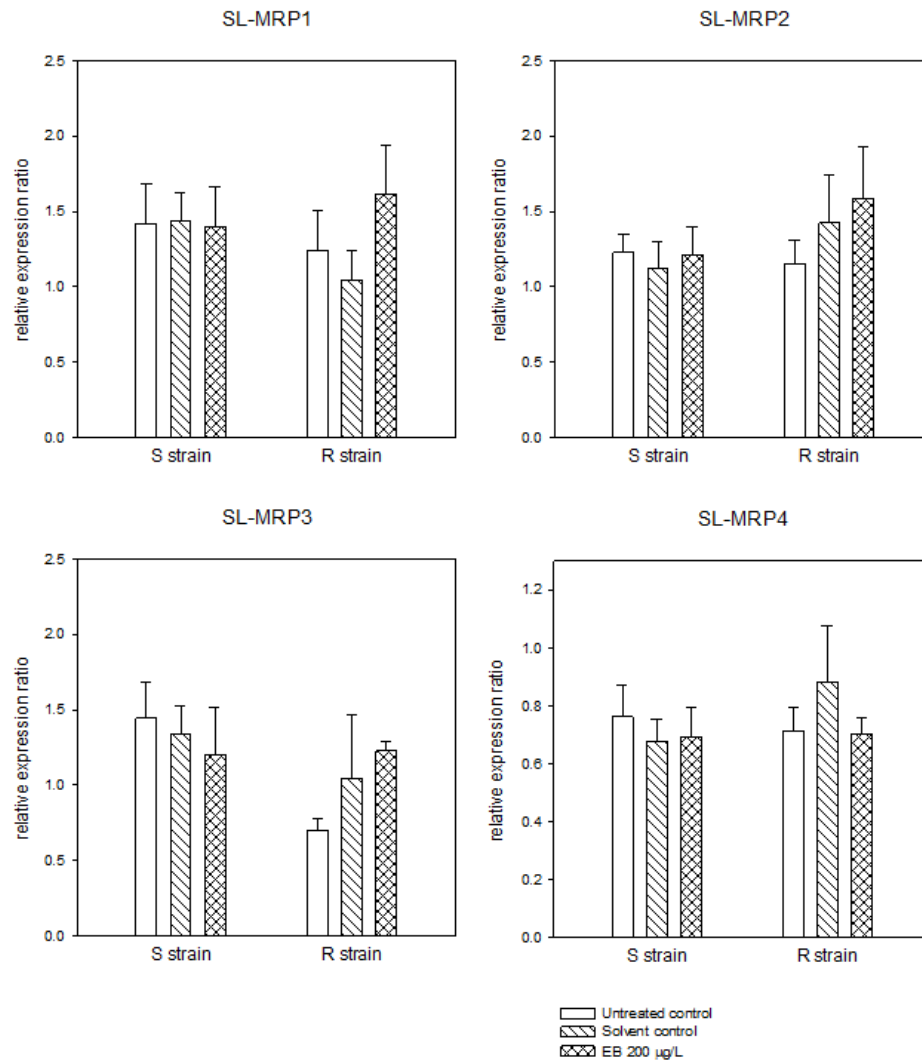 SL-MRP1
SL-MRP2
relative expression ratio
2.5
2.0
1.5
1.0
0.5
0.0
S strain
R strain
relative expression ratio
2.5
2.0
1.5
1.0
0.5
0.0
S strain
R strain
SL-MRP3
SL-MRP4
relative expression ratio
2.5
2.0
1.5
1.0
0.5
0.0
S strain
R strain
relative expression ratio
1.2
1.0
0.8
0.6
0.4
0.2
0.0
S strain
R strain
Untreated control
Solvent control
EB 200 µg/L